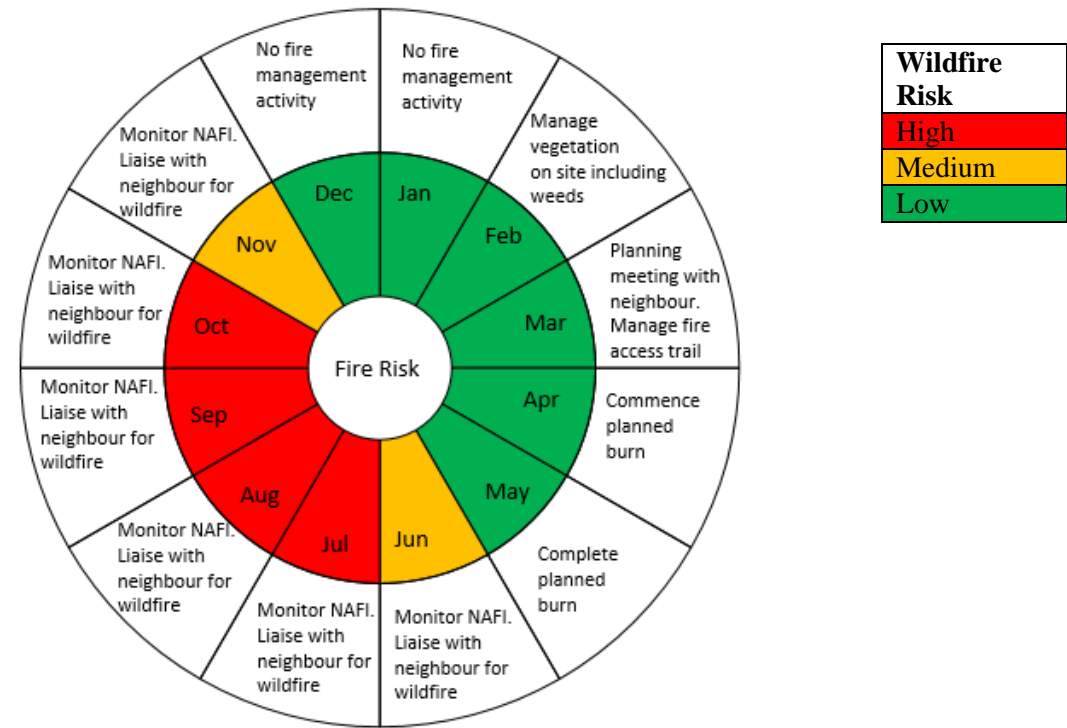 No fire
management
activity
No fire
management
activity
Manage
vegetation
on site including
weeds
Planning
meeting with
neighbour.
Manage fire
access trail
Commence
planned
burn
Complete
planned
burn
Monitor NAFI.
Liaise with
neighbour for
wildfire
Monitor NAFI.
Liaise with
neighbour for
wildfire
Monitor NAFI.
Liaise with
neighbour for
wildfire
Monitor NAFI.
Liaise with
neighbour for
wildfire
Monitor NAFI.
Liaise with
neighbour for
wildfire
Monitor NAFI.
Liaise with
neighbour for
wildfire
Jan
Feb
Mar
Apr
May
Jun
Jul
Aug
Sep
Oct
Nov
Dec
Fire Risk
Wildfire
Risk
High
Medium
Low